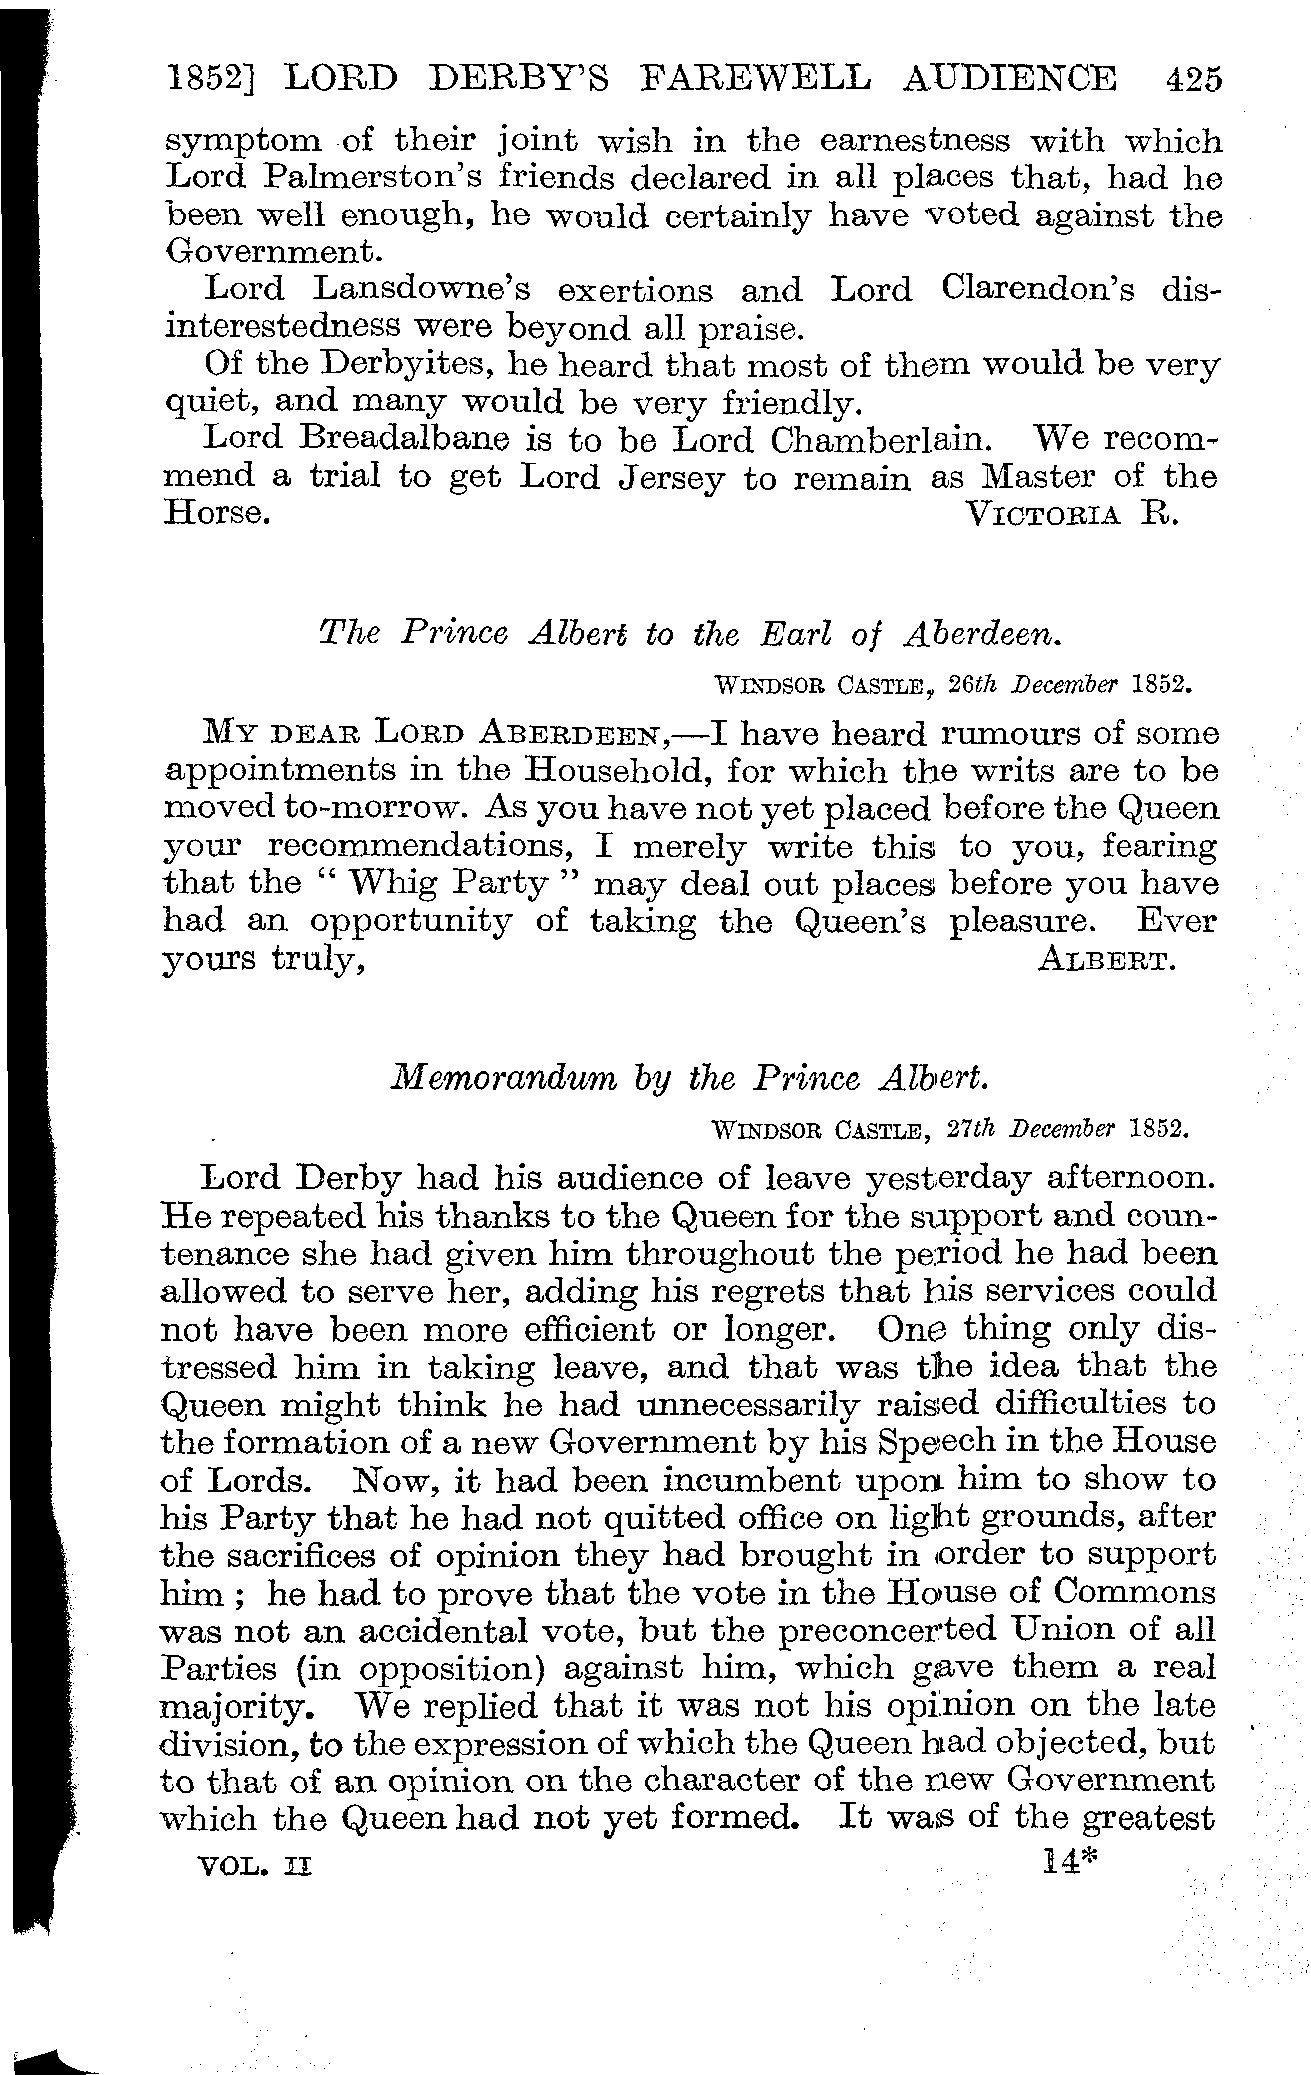 1852] LORD DERBY'S FAREWELL AUDIENCE 425
symptom of their joint wish in the earnestness with which
Lord Palmerston's friends declared in all places that, had he
been well enough, he would certainly have voted against the
Government.
Lord Lansdowne's exertions and Lord Clarendon's dis-
interestedness were beyond all praise.
Of the Derbyites, he heard that most of them would be very
quiet, and many would be very friendly.
Lord Breadalbane is to be Lord Chamberlain. We recom-
mend a trial to get Lord Jersey to remain as Master of the
Horse. VICTORIA R.
The Prince Albert to the Earl of Aberdeen.
WINDSOR CASTLE, 26th December 1852.
MY DEAR LORD ABERDEEN,—I have heard rumours of some
appointments in the Household, for which the writs are to be
moved to-morrow. As you have not yet placed before the Queen
your recommendations, I merely write this to you, fearing
that the " Whig Party " may deal out places before you have
had an opportunity of taking the Queen's pleasure. Ever
yours truly, ALBERT.
Memorandum by the Prince Albert.
WINDSOR CASTLE, 27th December 1852.
Lord Derby had his audience of leave yesterday afternoon.
He repeated his thanks to the Queen for the support and coun-
tenance she had given him throughout the period he had been
allowed to serve her, adding his regrets that his services could
not have been more efficient or longer. One thing only dis-
tressed him in taking leave, and that was the idea that the
Queen might think he had unnecessarily raised difficulties to
the formation of a new Government by his Speech in the House
of Lords. Now, it had been incumbent upon him to show to
his Party that he had not quitted office on light grounds, after
the sacrifices of opinion they had brought in order to support
him ; he had to prove that the vote in the House of Commons
was not an accidental vote, but the preconcerted Union of all
Parties (in opposition) against him, which gave them a real
majority. We replied that it was not his opinion on the late
division, to the expression of which the Queen had objected, but
to that of an opinion on the character of the new Government
which the Queen had not yet formed. It was of the greatest
VOL. II 14*